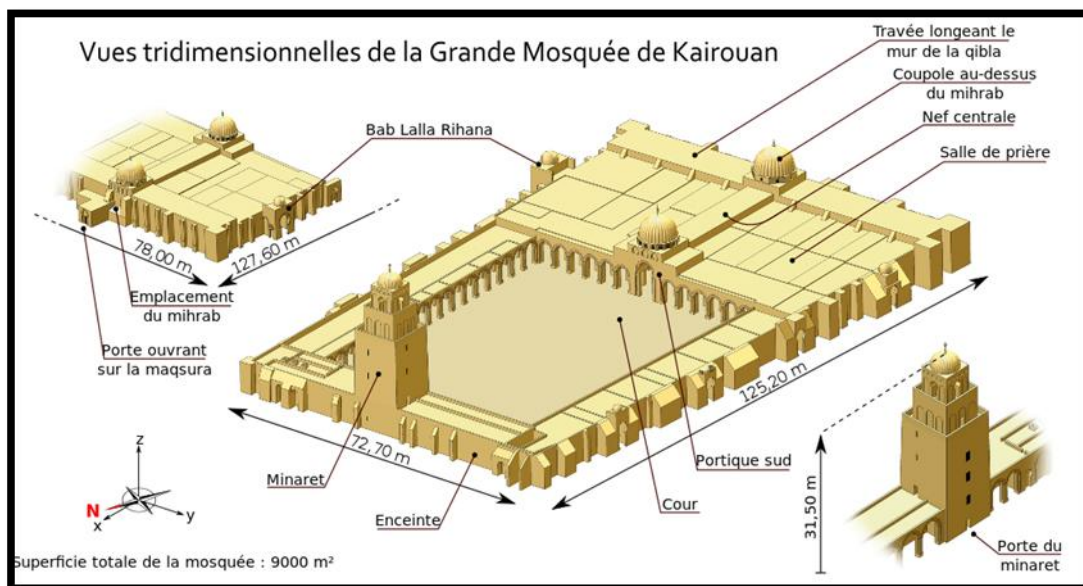 Vues tridimensionnelles de la Grande Mosquée de Kairouan
Travée longeant le
mur de la qibla
Coupole au-dessus
du mihrab
Nef centrale
Salle de prière
Bab Lalla Rihana
78,00 m
127,60 m
Emplacement
du mihrab
Porte ouvrant
sur la maqsura
125,20 m
72,70 m
Minaret
Enceinte
Portique sud
Cour
31,50 m
Porte du
minaret
z
N
x
y
Superficie totale de la mosquée : 9000 m²